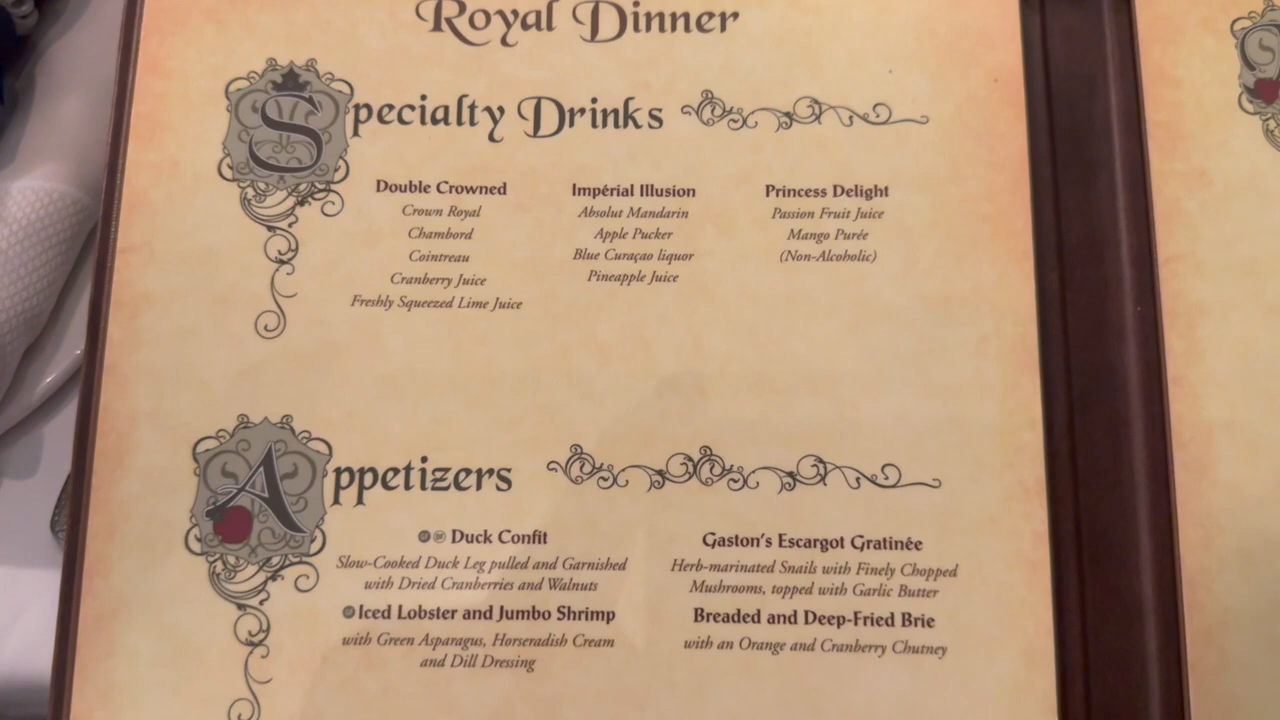 Royal Dinner
Specialty Drinks
Double Crowned
Crown Royal
Chambord
Cointreau
Cranberry Juice
Freshly Squeezed Lime Juice
Impérial Illusion
Absolut Mandarin
Apple Pucker
Blue Curaçao liquor
Pineapple Juice
Princess Delight
Passion Fruit Juice
Mango Purée
(Non-Alcoholic)
Appetizers
Duck Confit
Slow-Cooked Duck Leg pulled and Garnished
with Dried Cranberries and Walnuts
Iced Lobster and Jumbo Shrimp
with Green Asparagus, Horseradish Cream
and Dill Dressing
Gaston's Escargot Gratinée
Herb-marinated Snails with Finely Chopped
Mushrooms, topped with Garlic Butter
Breaded and Deep-Fried Brie
with an Orange and Cranberry Chutney